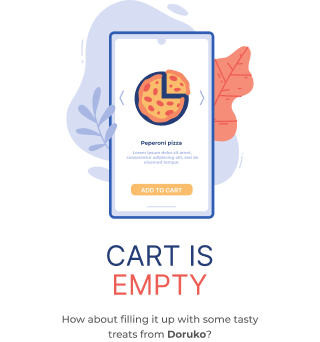 Peperoni pizza
Lorem ipsum dolor sit amet,
consectetur adipiscing elit, sed do
eiusmod tempor.
ADD TO CART
CART IS
EMPTY
How about filling it up with some tasty
treats from Doruko?